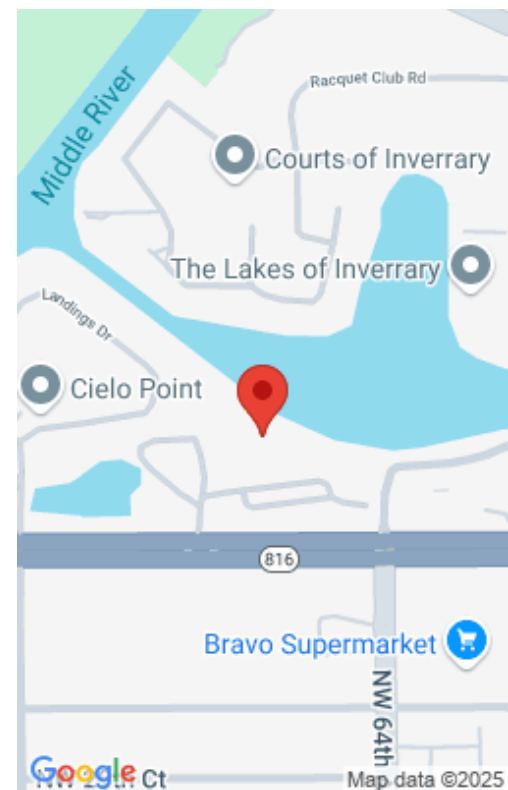 Racquet Club Rd
Middle River
Courts of Inverrary
The Lakes of Inverrary
Landings Dr
Cielo Point
816
Bravo Supermarket
NW 64th
Google
Ct
Map data ©2025